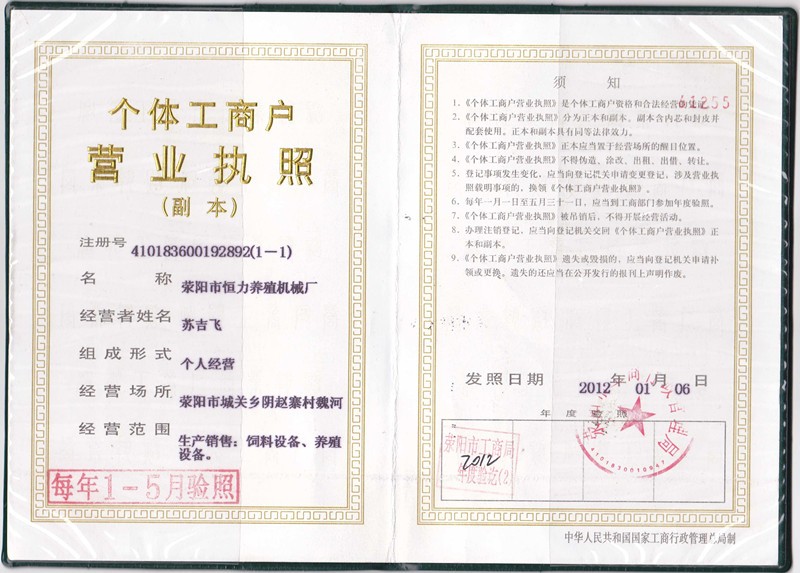 个体工商户
营业执照
(副 本)
注册号 410183600192892(1-1)
名 称 荥阳市恒力养殖机械厂
经营者姓名 苏吉飞
组成形式 个人经营
经营场所 荥阳市城关乡阴赵寨村魏河
经营范围 生产销售：饲料设备、养殖
设备。
每年1-5月验照
须 知
61255
1、《个体工商户营业执照》是个体工商户资格和合法经营的凭证。
2、《个体工商户营业执照》分为正本和副本，副本含内芯和封皮并
配套使用。正本和副本具有同等法律效力。
3、《个体工商户营业执照》正本应当置于经营场所的醒目位置。
4、《个体工商户营业执照》不得伪造、涂改、出租、出借、转让。
5、登记事项发生变化，应当向登记机关申请变更登记，涉及营业执
照载明事项的，换领《个体工商户营业执照》。
6、每年一月一日至五月三十一日，应当到工商部门参加年度验照。
7、《个体工商户营业执照》被吊销后，不得开展经营活动。
8、办理注销登记，应当向登记机关交回《个体工商户营业执照》正
本和副本。
9、《个体工商户营业执照》遗失或毁损的，应当向登记机关申请补
领或更换。遗失的还应当在公开发行的报刊上声明作废。
发照日期 2012年01月06日
年 度 验 照
荥阳市工商局
2012
年度验讫(2)
中华人民共和国国家工商行政管理总局制